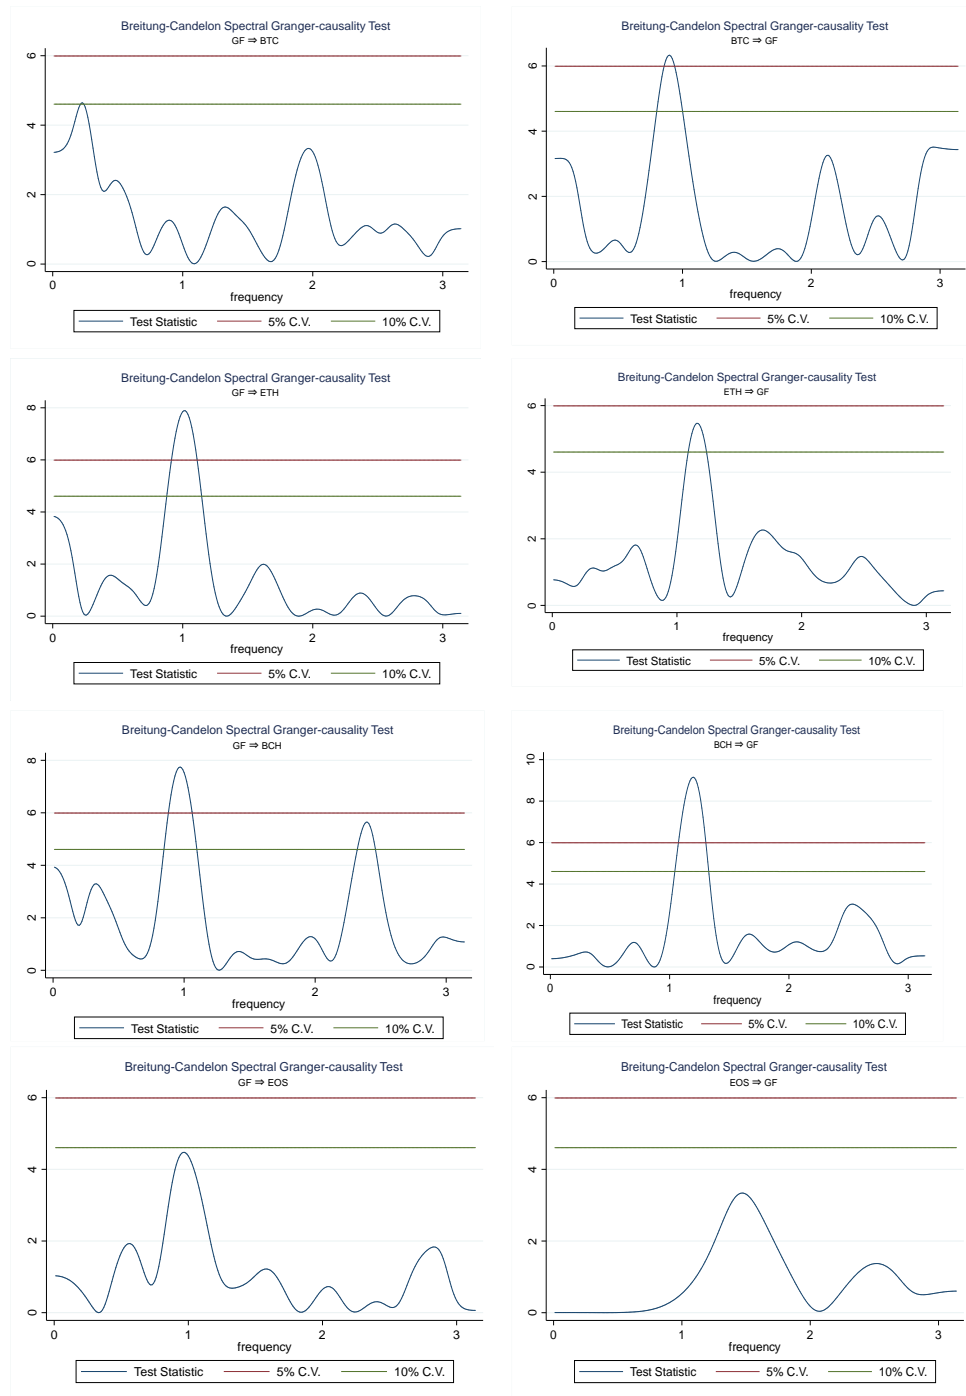 Breitung-Candelon Spectral Granger-causality Test
GF ⇒ BTC
6
4
2
0
0 1 2 3
frequency
Test Statistic 5% C.V. 10% C.V.
Breitung-Candelon Spectral Granger-causality Test
BTC ⇒ GF
6
4
2
0
0 1 2 3
frequency
Test Statistic 5% C.V. 10% C.V.
Breitung-Candelon Spectral Granger-causality Test
GF ⇒ ETH
8
6
4
2
0
0 1 2 3
frequency
Test Statistic 5% C.V. 10% C.V.
Breitung-Candelon Spectral Granger-causality Test
ETH ⇒ GF
6
4
2
0
0 1 2 3
frequency
Test Statistic 5% C.V. 10% C.V.
Breitung-Candelon Spectral Granger-causality Test
GF ⇒ BCH
8
6
4
2
0
0 1 2 3
frequency
Test Statistic 5% C.V. 10% C.V.
Breitung-Candelon Spectral Granger-causality Test
BCH ⇒ GF
10
8
6
4
2
0
0 1 2 3
frequency
Test Statistic 5% C.V. 10% C.V.
Breitung-Candelon Spectral Granger-causality Test
GF ⇒ EOS
6
4
2
0
0 1 2 3
frequency
Test Statistic 5% C.V. 10% C.V.
Breitung-Candelon Spectral Granger-causality Test
EOS ⇒ GF
6
4
2
0
0 1 2 3
frequency
Test Statistic 5% C.V. 10% C.V.